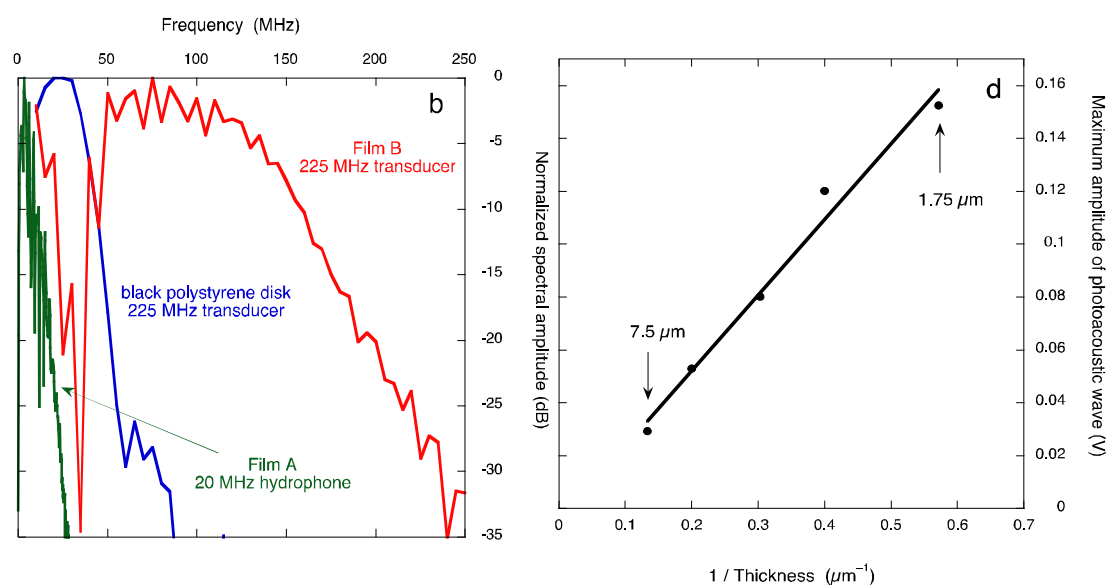 Frequency (MHz)
0 50 100 150 200 250
b
0
-5
-10
-15
-20
-25
-30
-35
Normalized spectral amplitude (dB)
Film B
225 MHz transducer
black polystyrene disk
225 MHz transducer
Film A
20 MHz hydrophone
d
1.75 µm
7.5 µm
0.16
0.14
0.12
0.1
0.08
0.06
0.04
0.02
0
Maximum amplitude of photoacoustic wave (V)
0 0.1 0.2 0.3 0.4 0.5 0.6 0.7
1 / Thickness (µm⁻¹)